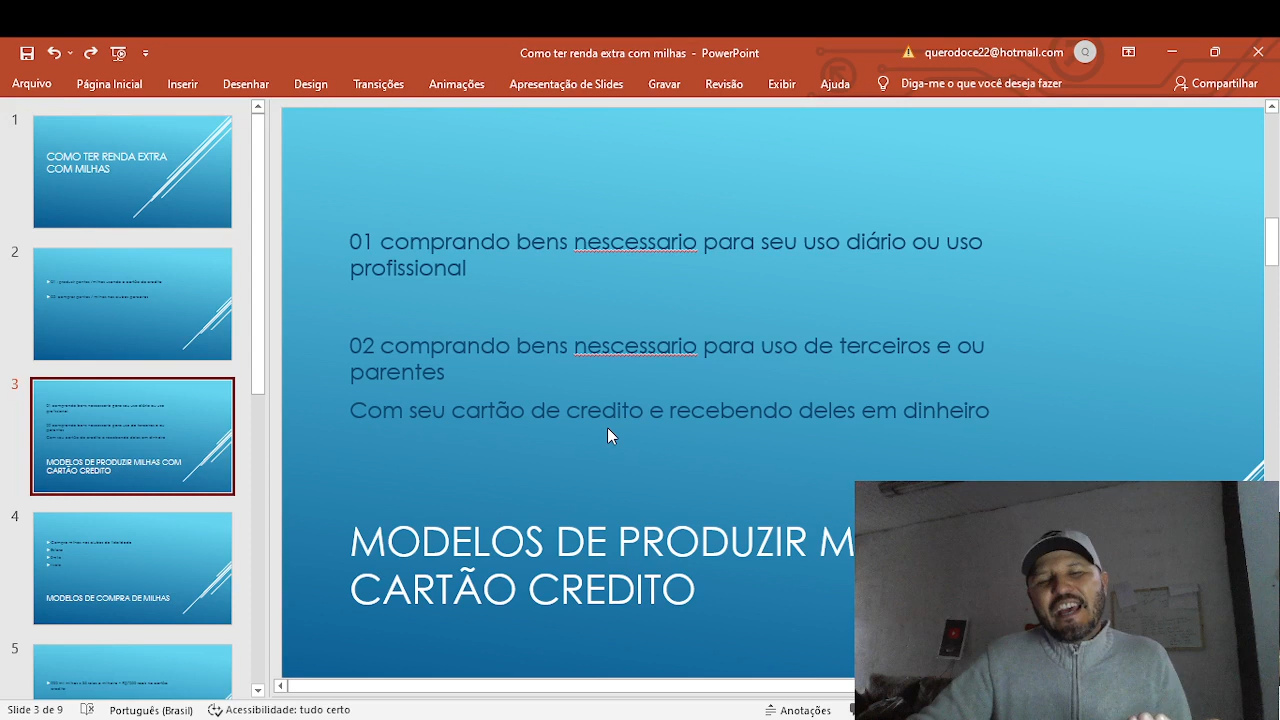 Como ter renda extra com milhas - PowerPoint
querodoce22@hotmail.com
Q
Arquivo
Página Inicial
Inserir
Desenhar
Design
Transições
Animações
Apresentação de Slides
Gravar
Revisão
Exibir
Ajuda
Diga-me o que você deseja fazer
Compartilhar
1
COMO TER RENDA EXTRA
COM MILHAS
2
3
MODELOS DE PRODUZIR MILHAS COM
CARTÃO CREDITO
4
MODELOS DE COMPRA DE MILHAS
5
01 comprando bens nescessario para seu uso diário ou uso
profissional
02 comprando bens nescessario para uso de terceiros e ou
parentes
Com seu cartão de credito e recebendo deles em dinheiro
MODELOS DE PRODUZIR M
CARTÃO CREDITO
Slide 3 de 9
Português (Brasil)
Acessibilidade: tudo certo
Anotações